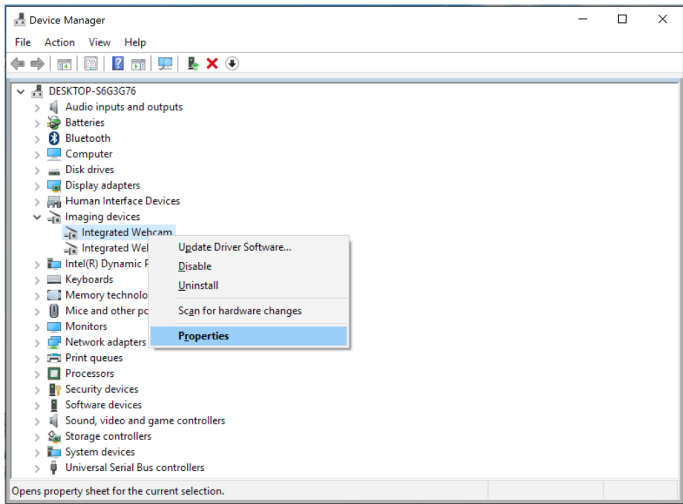 Device Manager
File Action View Help
DESKTOP-S6G3G76
Audio inputs and outputs
Batteries
Bluetooth
Computer
Disk drives
Display adapters
Human Interface Devices
Imaging devices
Integrated Webcam
Integrated Wel
Intel(R) Dynamic P
Keyboards
Memory technolo
Mice and other po
Monitors
Network adapters
Print queues
Processors
Security devices
Software devices
Sound, video and game controllers
Storage controllers
System devices
Universal Serial Bus controllers
Update Driver Software...
Disable
Uninstall
Scan for hardware changes
Properties
Opens property sheet for the current selection.